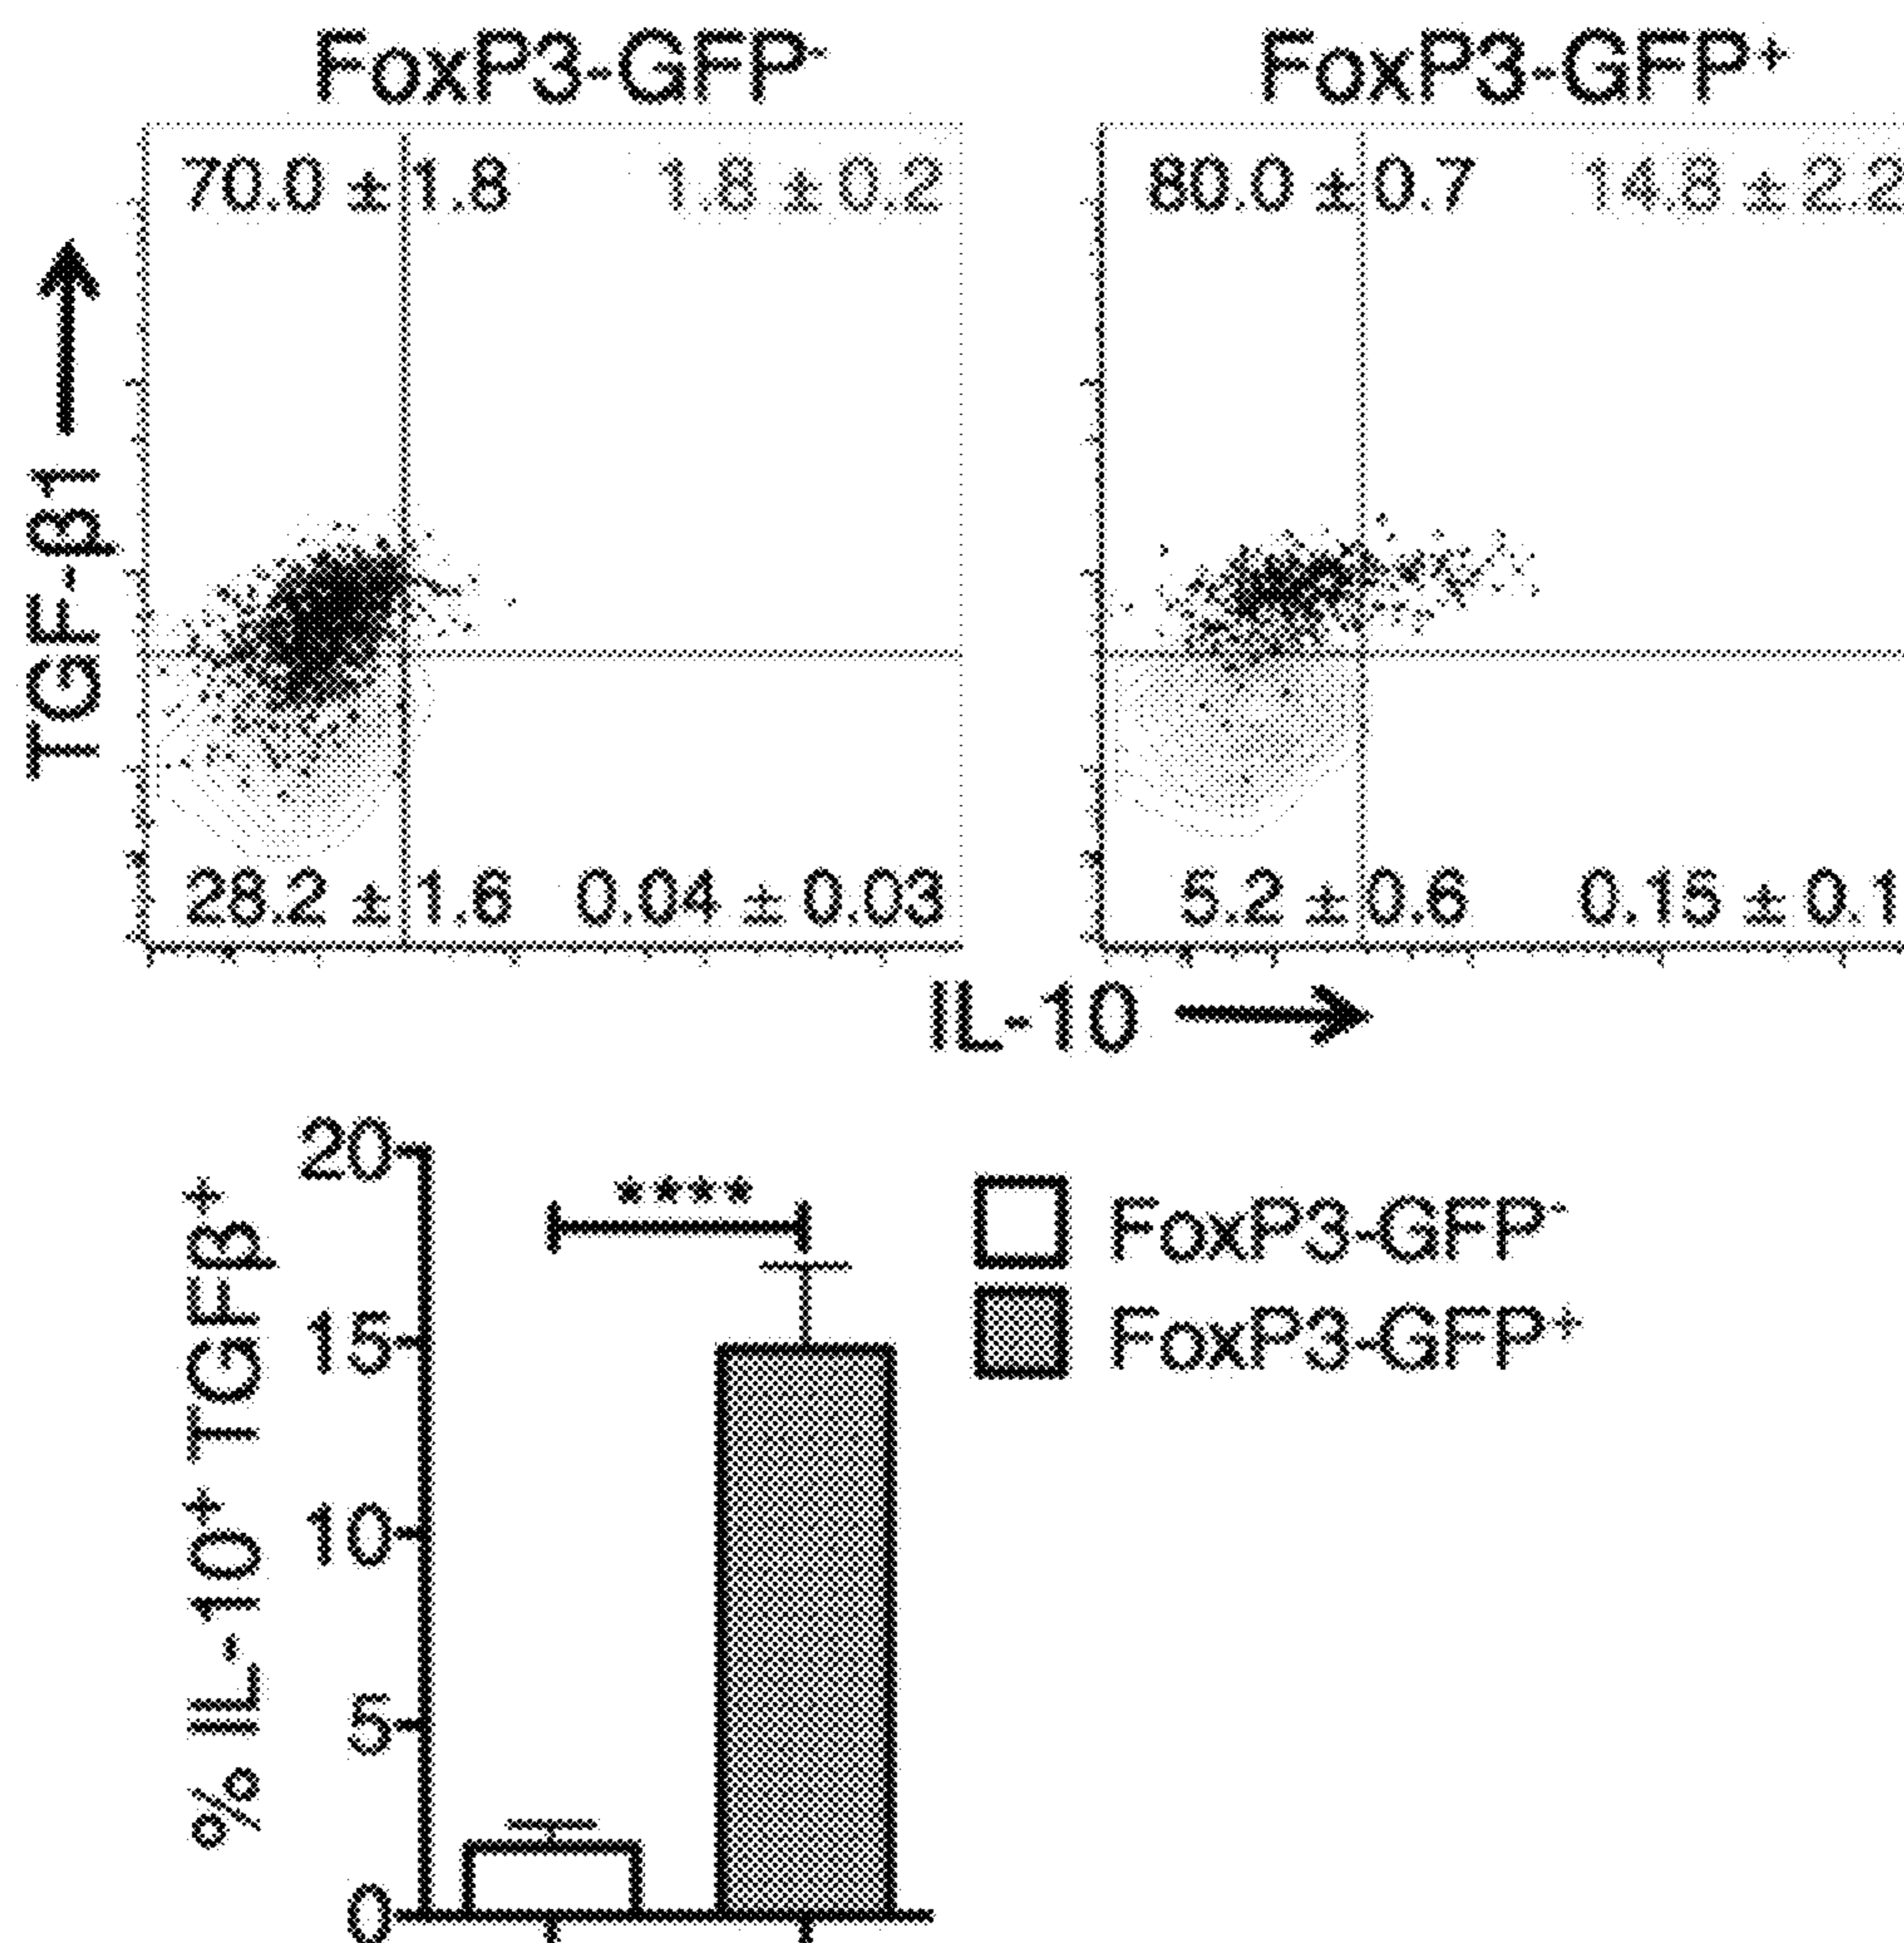 FoxP3-GFP⁻
FoxP3-GFP⁺
70.0 ± 1.8
1.8 ± 0.2
80.0 ± 0.7
14.8 ± 2.2
TGF-β1
28.2 ± 1.6
0.04 ± 0.03
5.2 ± 0.6
0.15 ± 0.1
IL-10
% IL-10⁺ TGFβ⁺
20
15
10
5
0
****
FoxP3-GFP⁻
FoxP3-GFP⁺